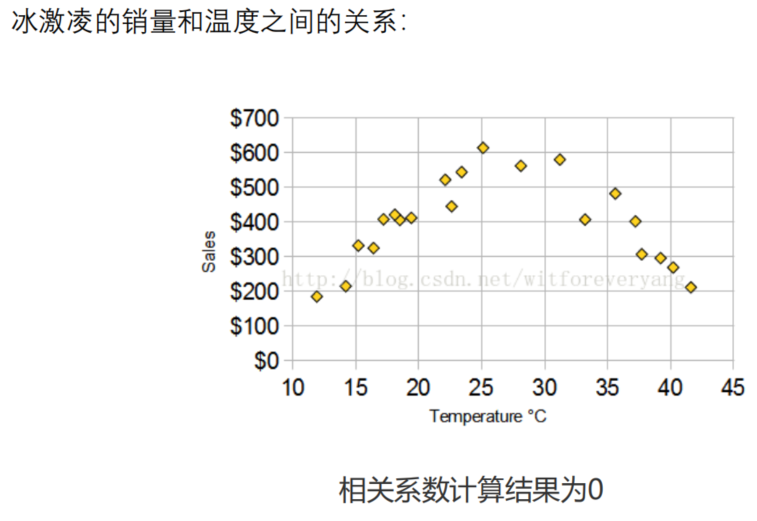 冰激凌的销量和温度之间的关系:
$700
$600
$500
$400
$300
$200
$100
$0
Sales
http://blog.csdn.net/witforeveryang
10 15 20 25 30 35 40 45
Temperature °C
相关系数计算结果为0